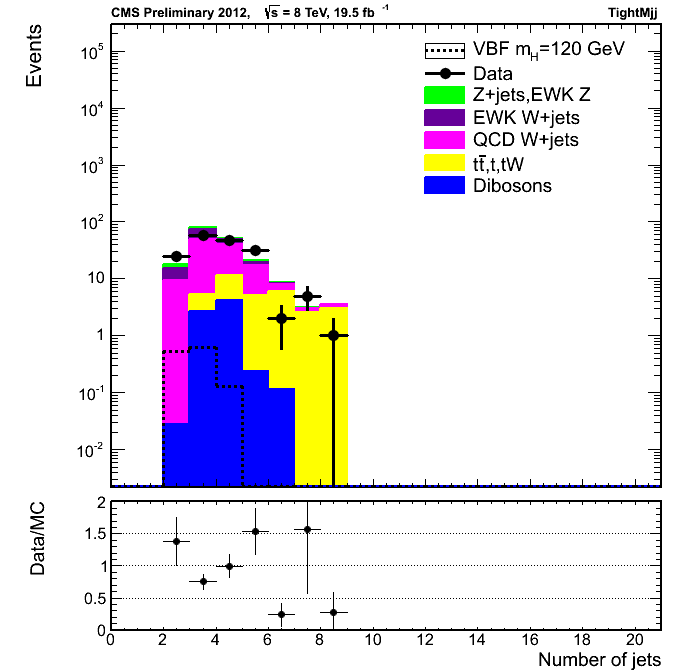 CMS Preliminary 2012, √s = 8 TeV, 19.5 fb⁻¹ TightMjj
Events
VBF m_H=120 GeV
Data
Z+jets,EWK Z
EWK W+jets
QCD W+jets
tt̄,t,tW
Dibosons
10⁵
10⁴
10³
10²
10
1
10⁻¹
10⁻²
Data/MC
2
1.5
1
0.5
0
0 2 4 6 8 10 12 14 16 18 20
Number of jets